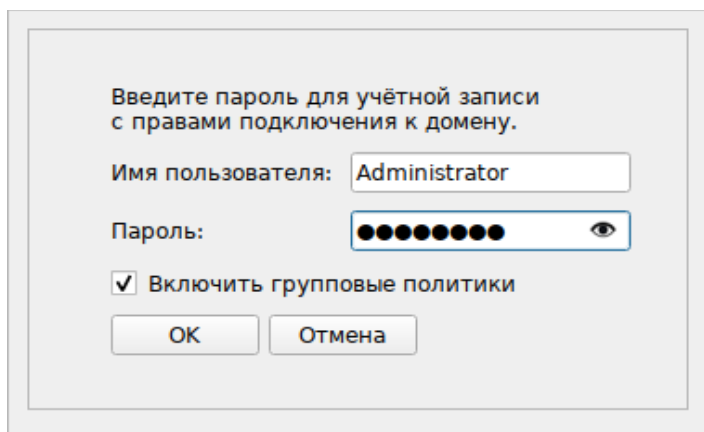 Введите пароль для учётной записи
с правами подключения к домену.
Имя пользователя: Administrator
Пароль: ●●●●●●●●
Включить групповые политики
OK Отмена